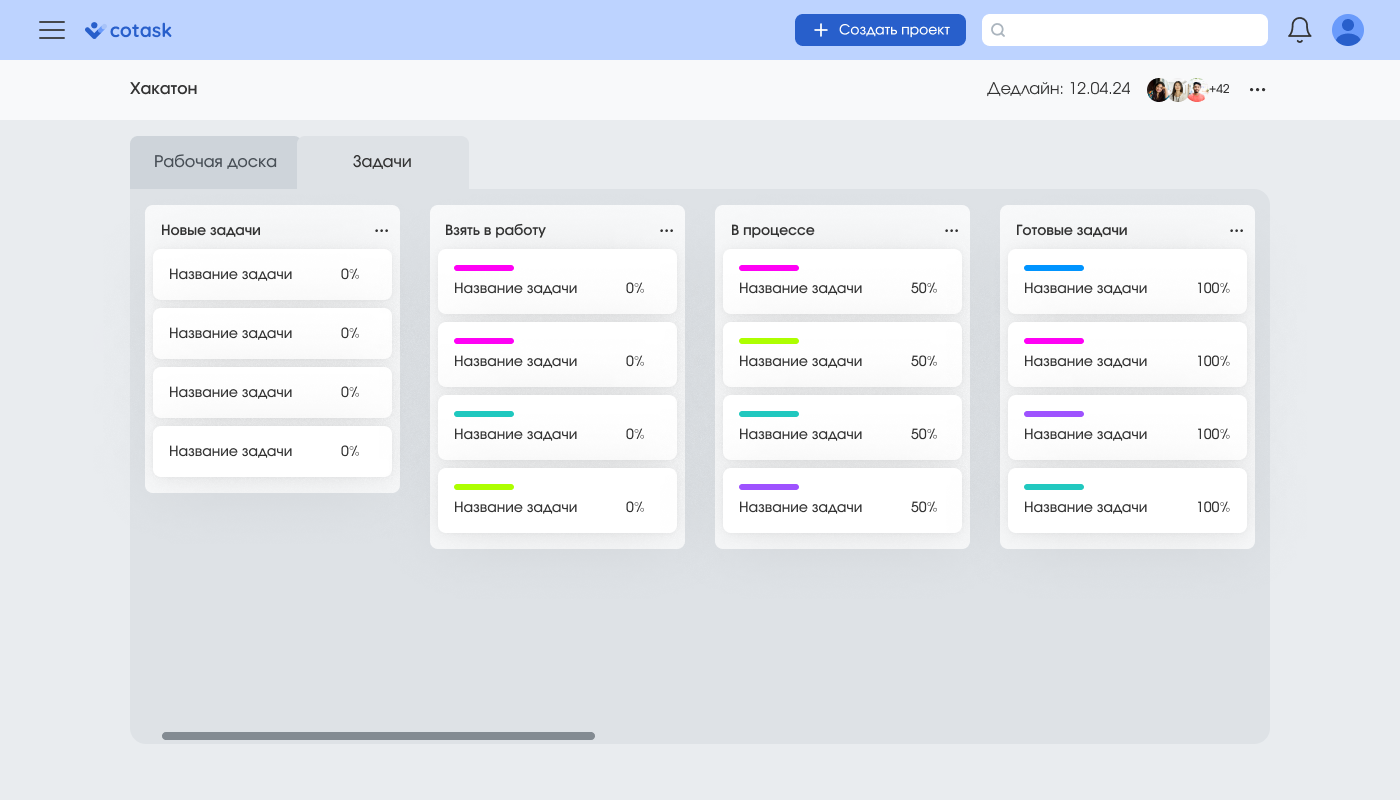 cotask
Создать проект
Хакатон
Дедлайн: 12.04.24
+42
Рабочая доска
Задачи
Новые задачи
Название задачи 0%
Название задачи 0%
Название задачи 0%
Название задачи 0%
Взять в работу
Название задачи 0%
Название задачи 0%
Название задачи 0%
Название задачи 0%
В процессе
Название задачи 50%
Название задачи 50%
Название задачи 50%
Название задачи 50%
Готовые задачи
Название задачи 100%
Название задачи 100%
Название задачи 100%
Название задачи 100%